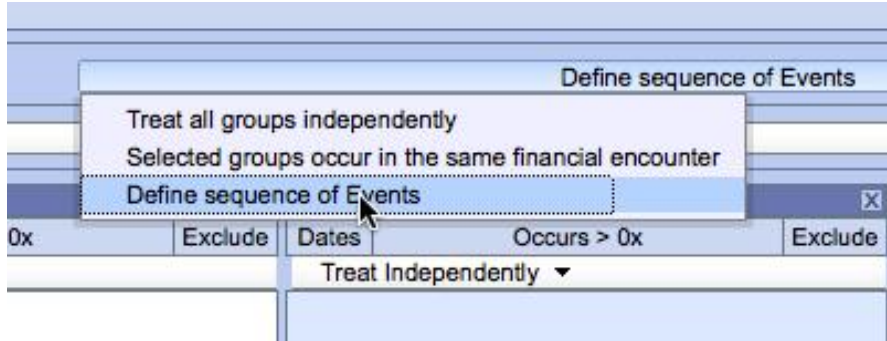 Define sequence of Events
Treat all groups independently
Selected groups occur in the same financial encounter
Define sequence of Events
X
0x Exclude Dates Occurs > 0x Exclude
Treat Independently